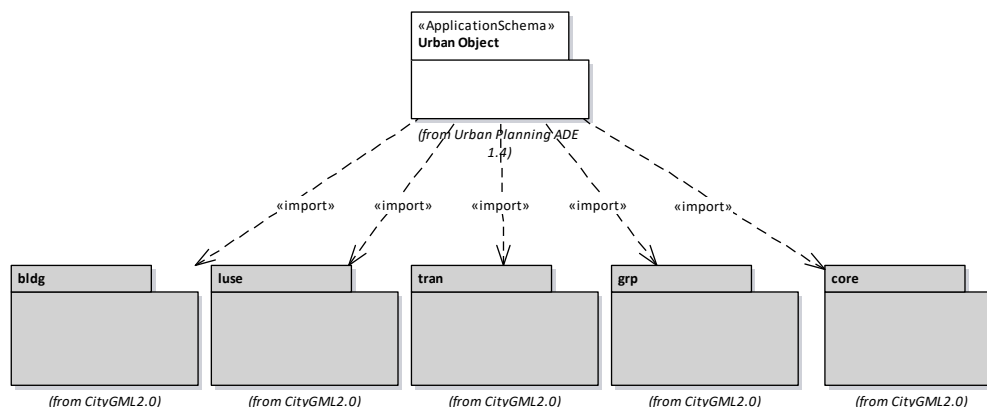 «ApplicationSchema»
Urban Object
(from Urban Planning ADE
1.4)
«import» «import» «import» «import» «import»
bldg luse tran grp core
(from CityGML2.0) (from CityGML2.0) (from CityGML2.0) (from CityGML2.0) (from CityGML2.0)